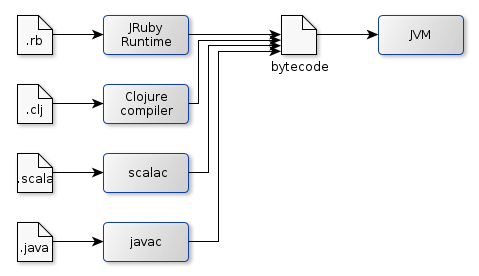 .rb
JRuby
Runtime
bytecode
JVM
.clj
Clojure
compiler
.scala
scalac
.java
javac